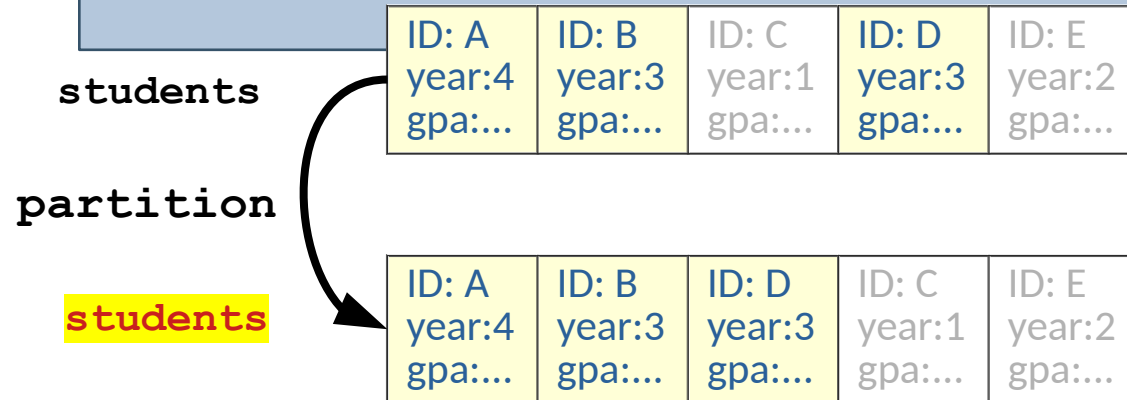 ID: A ID: B ID: C ID: D ID: E
year:4 year:3 year:1 year:3 year:2
gpa:... gpa:... gpa:... gpa:... gpa:...
students
partition
students
ID: A ID: B ID: D ID: C ID: E
year:4 year:3 year:3 year:1 year:2
gpa:... gpa:... gpa:... gpa:... gpa:...